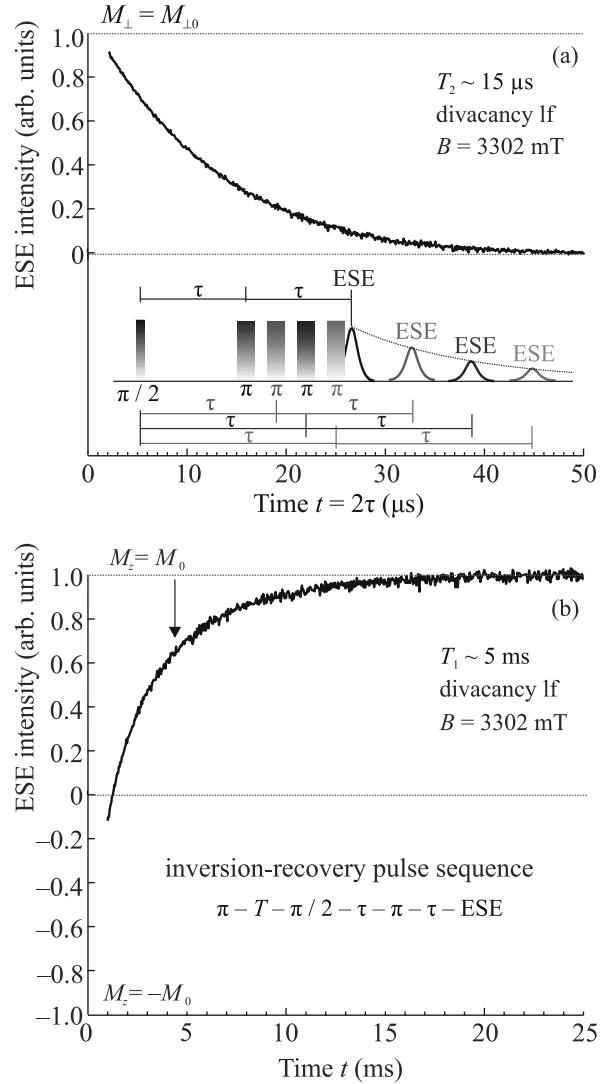 M⊥ = M⊥0
1.0
(a)
T2 ~ 15 µs
0.8
divacancy lf
0.6
B = 3302 mT
0.4
0.2
0
ESE intensity (arb. units)
ESE
τ τ
ESE
ESE
ESE
π / 2 π π π π
τ τ
τ τ
τ τ
0 10 20 30 40 50
Time t = 2τ (µs)
Mz = M0
1.0
(b)
0.8
T1 ~ 5 ms
0.6
divacancy lf
0.4
B = 3302 mT
0.2
0
–0.2
inversion-recovery pulse sequence
–0.4
π – T – π / 2 – τ – π – τ – ESE
–0.6
–0.8
Mz = –M0
–1.0
ESE intensity (arb. units)
0 5 10 15 20 25
Time t (ms)